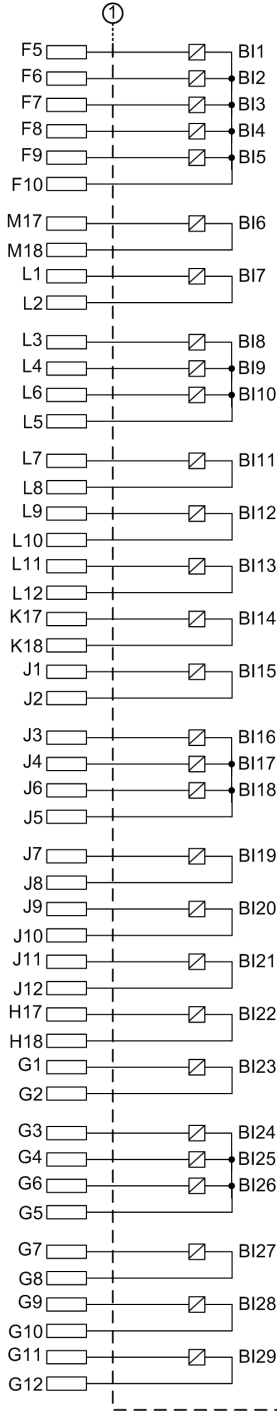 1
F5 BI1
F6 BI2
F7 BI3
F8 BI4
F9 BI5
F10
M17 BI6
M18
L1 BI7
L2
L3 BI8
L4 BI9
L6 BI10
L5
L7 BI11
L8
L9 BI12
L10
L11 BI13
L12
K17 BI14
K18
J1 BI15
J2
J3 BI16
J4 BI17
J6 BI18
J5
J7 BI19
J8
J9 BI20
J10
J11 BI21
J12
H17 BI22
H18
G1 BI23
G2
G3 BI24
G4 BI25
G6 BI26
G5
G7 BI27
G8
G9 BI28
G10
G11 BI29
G12